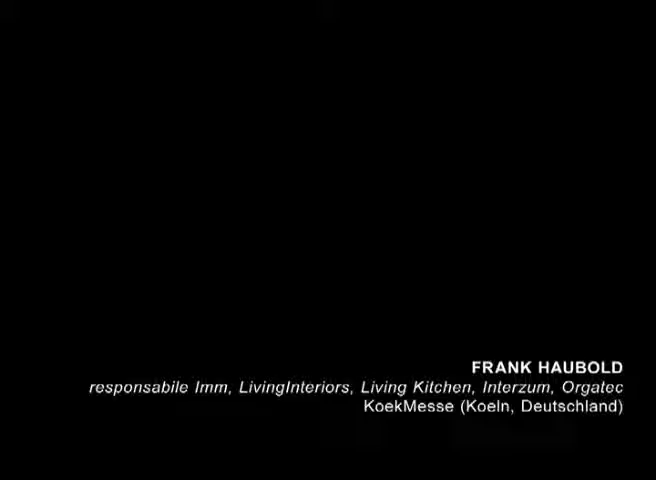 FRANK HAUBOLD
responsabile Imm, LivingInteriors, Living Kitchen, Interzum, Orgatec
KoekMesse (Koeln, Deutschland)